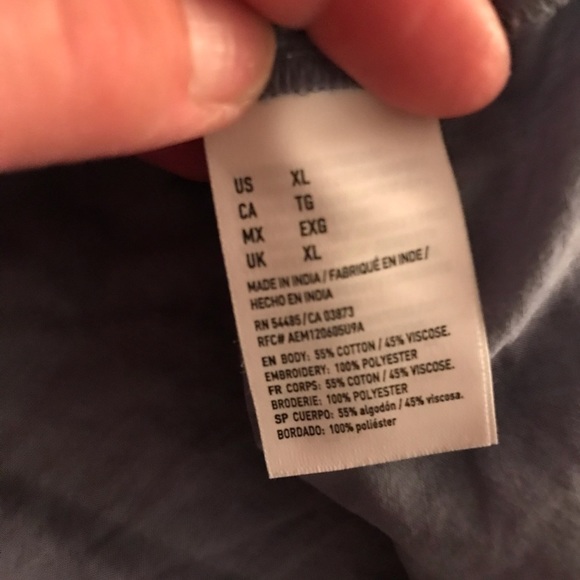 US XL
CA TG
MX EXG
UK XL
MADE IN INDIA / FABRIQUÉ EN INDE /
HECHO EN INDIA
RN 54485 / CA 03873
RFC# AEM120605U9A
EN BODY: 55% COTTON / 45% VISCOSE.
EMBROIDERY: 100% POLYESTER
FR CORPS: 55% COTON / 45% VISCOSE.
BRODERIE: 100% POLYESTER
SP CUERPO: 55% algodón / 45% viscosa.
BORDADO: 100% poliéster